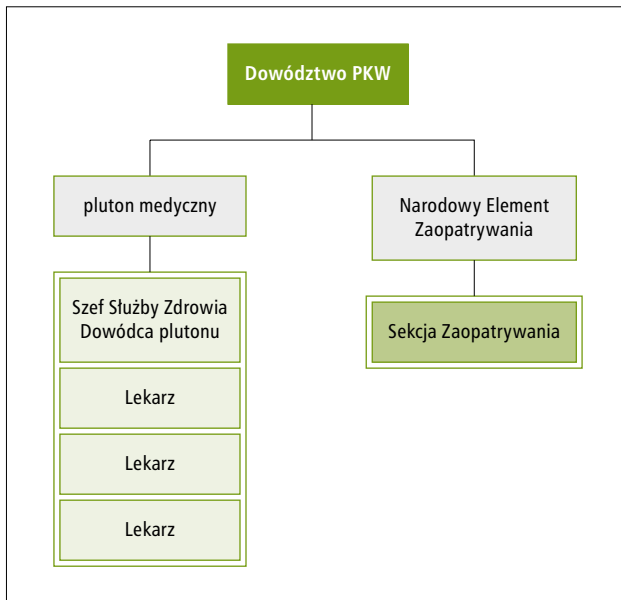 Dowództwo PKW
pluton medyczny
Narodowy Element
Zaopatrywania
Szef Służby Zdrowia
Dowódca plutonu
Lekarz
Lekarz
Lekarz
Sekcja Zaopatrywania